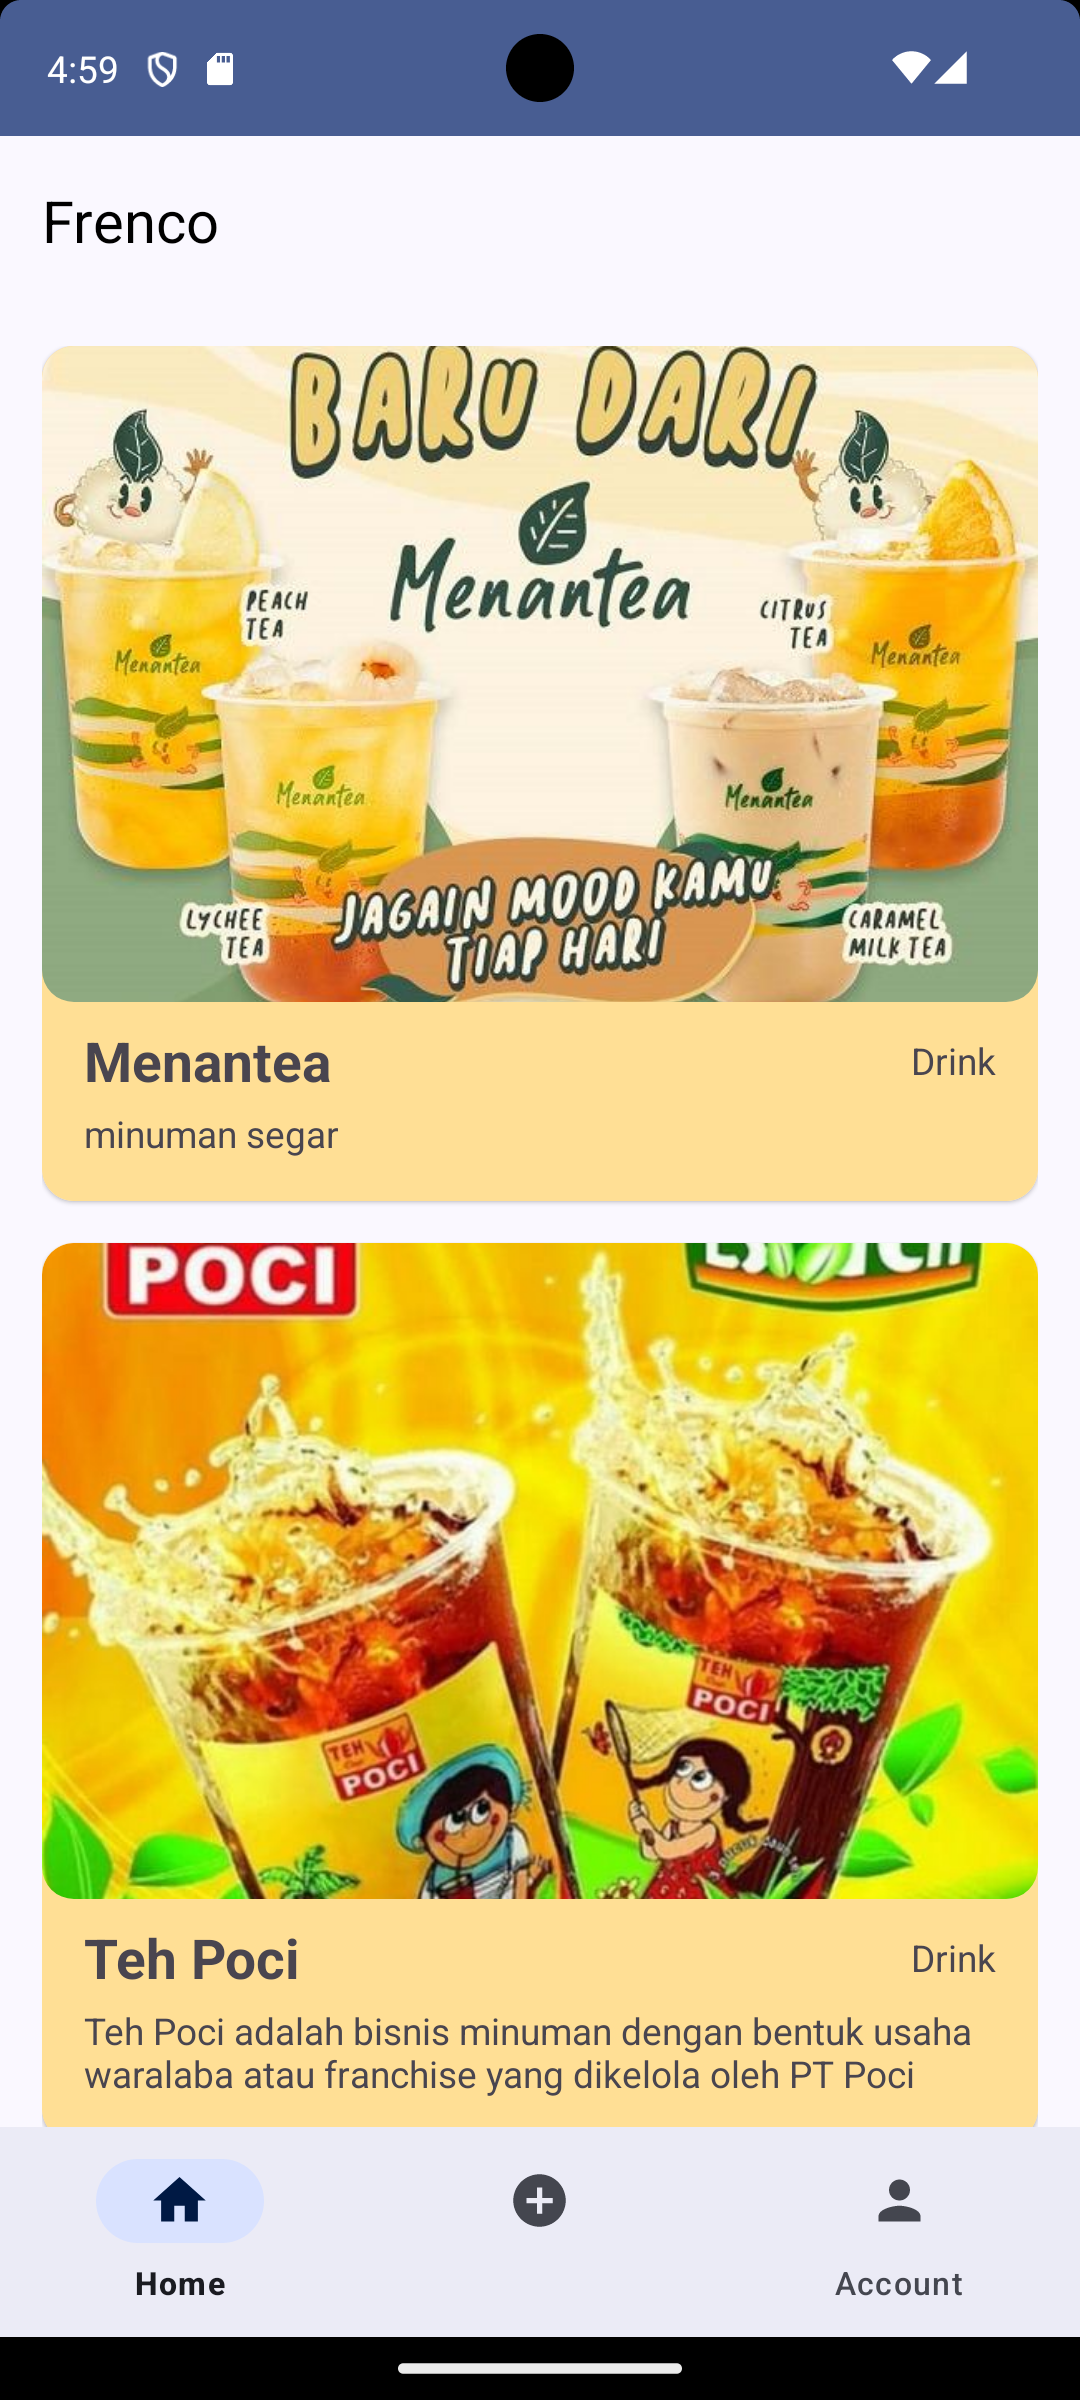 4:59
Frenco
BARU DARI
Menantea
PEACH
TEA
CITRUS
TEA
Menantea
Menantea
Menantea
Menantea
JAGAIN MOOD KAMU
TIAP HARI
LYCHEE
TEA
CARAMEL
MILK TEA
Menantea
Drink
minuman segar
POCI
TEH
POCI
TEH
POCI
Teh Poci
Drink
Teh Poci adalah bisnis minuman dengan bentuk usaha
waralaba atau franchise yang dikelola oleh PT Poci
Home
Account